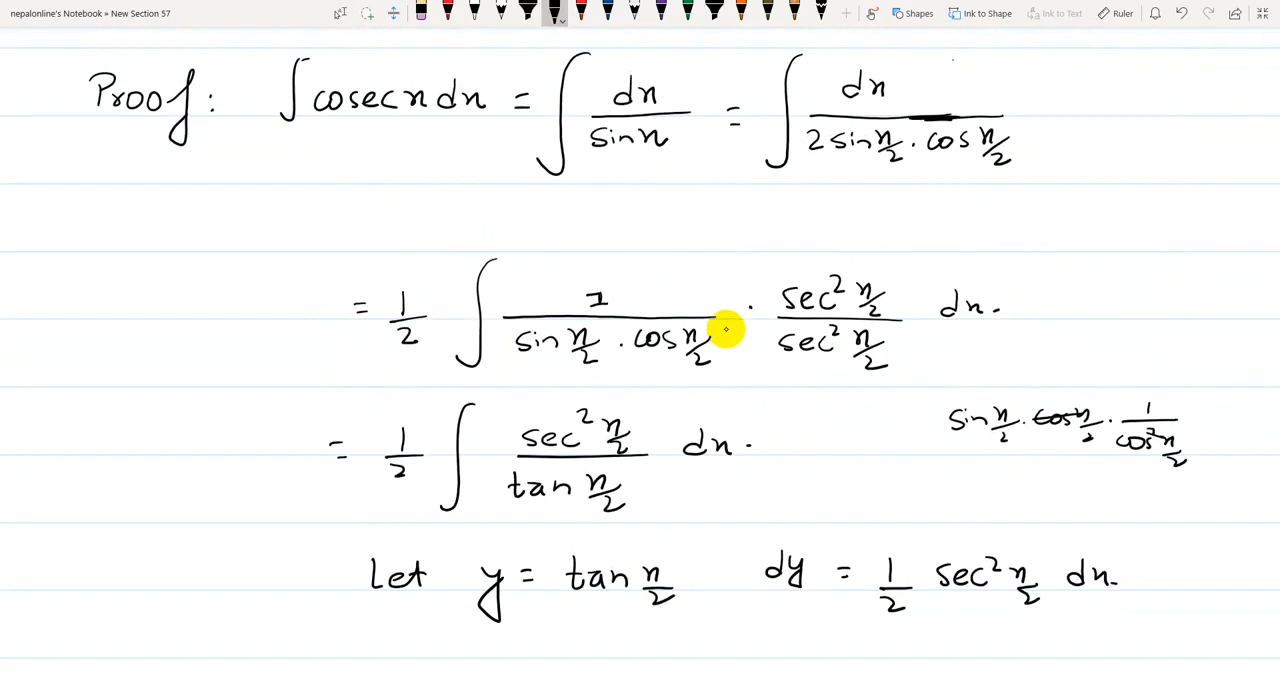 nepalonline's Notebook » New Section 57
Shapes Ink to Shape Ink to Text Ruler
Proof: ∫ cosec x dx = ∫ dx / sin x = ∫ dx / (2 sin x/2 · cos x/2)
= 1/2 ∫ 1 / (sin x/2 · cos x/2) · sec² x/2 / sec² x/2 dx.
= 1/2 ∫ sec² x/2 / tan x/2 dx.
sin x/2 · cos x/2 · 1 / cos² x/2
Let y = tan x/2 dy = 1/2 sec² x/2 dx.